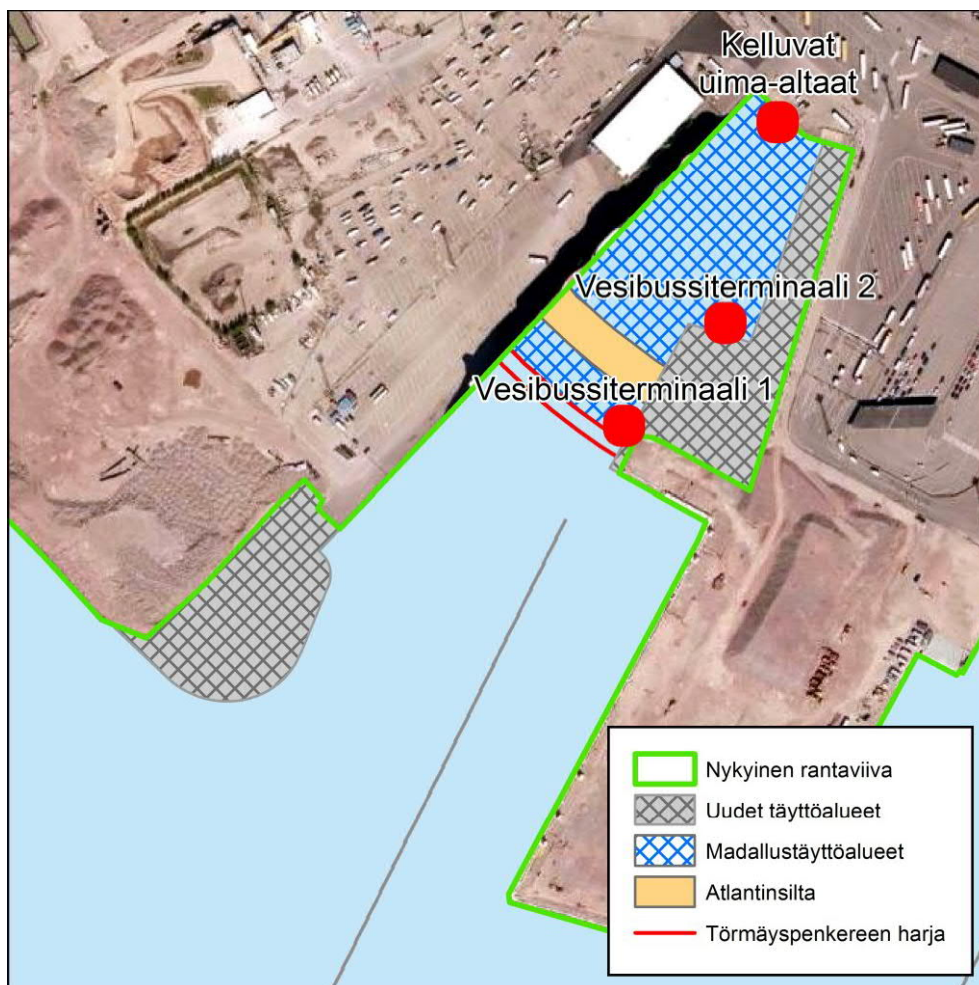 Kelluvat
uima-altaat
Vesibussiterminaali 2
Vesibussiterminaali 1
Nykyinen rantaviiva
Uudet täyttöalueet
Madallustäyttöalueet
Atlantinsilta
Törmäyspenkereen harja